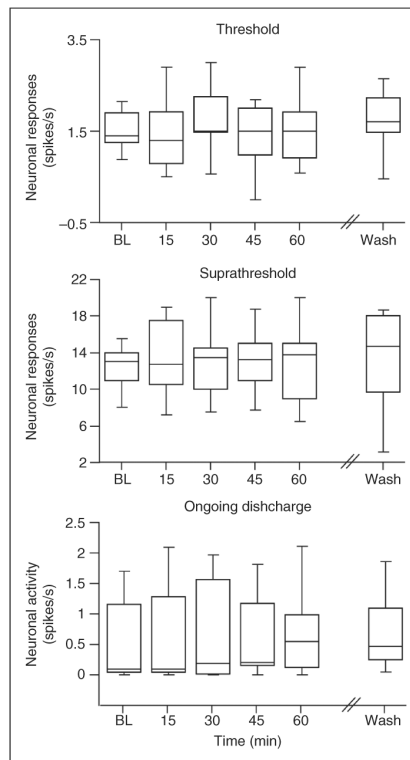 Threshold
Neuronal responses
(spikes/s)
3.5
1.5
–0.5
BL 15 30 45 60 Wash
Suprathreshold
Neuronal responses
(spikes/s)
22
18
14
10
6
2
BL 15 30 45 60 Wash
Ongoing dishcharge
Neuronal activity
(spikes/s)
2.5
2
1.5
1
0.5
0
BL 15 30 45 60 Wash
Time (min)